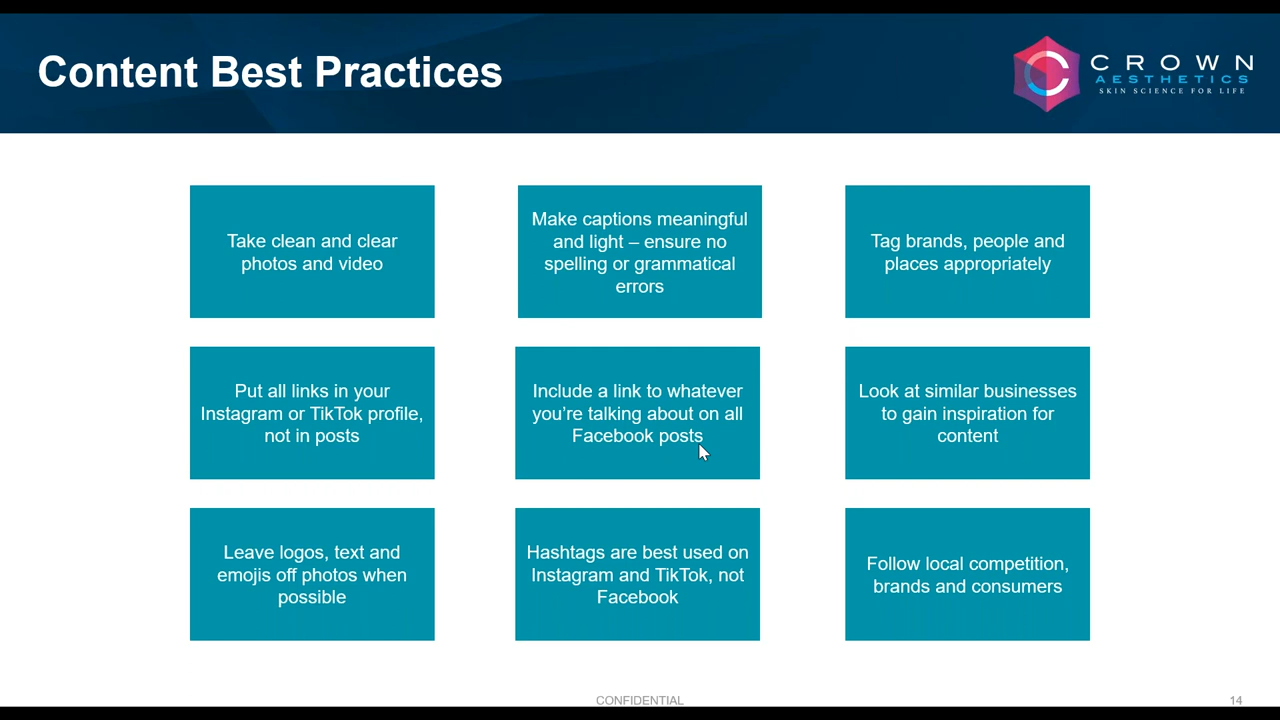 Content Best Practices
CROWN
AESTHETICS
SKIN SCIENCE FOR LIFE
Take clean and clear
photos and video
Make captions meaningful
and light – ensure no
spelling or grammatical
errors
Tag brands, people and
places appropriately
Put all links in your
Instagram or TikTok profile,
not in posts
Include a link to whatever
you’re talking about on all
Facebook posts
Look at similar businesses
to gain inspiration for
content
Leave logos, text and
emojis off photos when
possible
Hashtags are best used on
Instagram and TikTok, not
Facebook
Follow local competition,
brands and consumers
CONFIDENTIAL
14